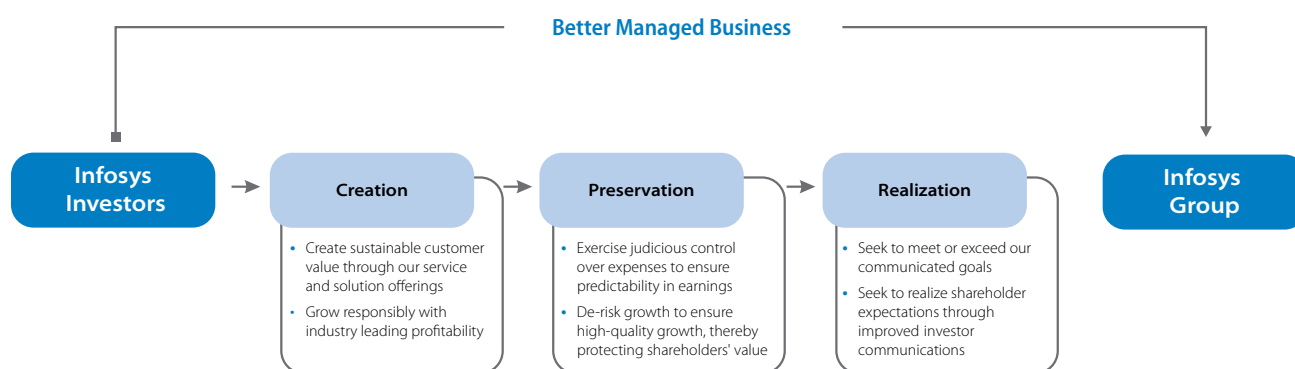 Better Managed Business
Infosys
Investors
Creation
• Create sustainable customer
value through our service
and solution offerings
• Grow responsibly with
industry leading profitability
Preservation
• Exercise judicious control
over expenses to ensure
predictability in earnings
• De-risk growth to ensure
high-quality growth, thereby
protecting shareholders' value
Realization
• Seek to meet or exceed our
communicated goals
• Seek to realize shareholder
expectations through
improved investor
communications
Infosys
Group